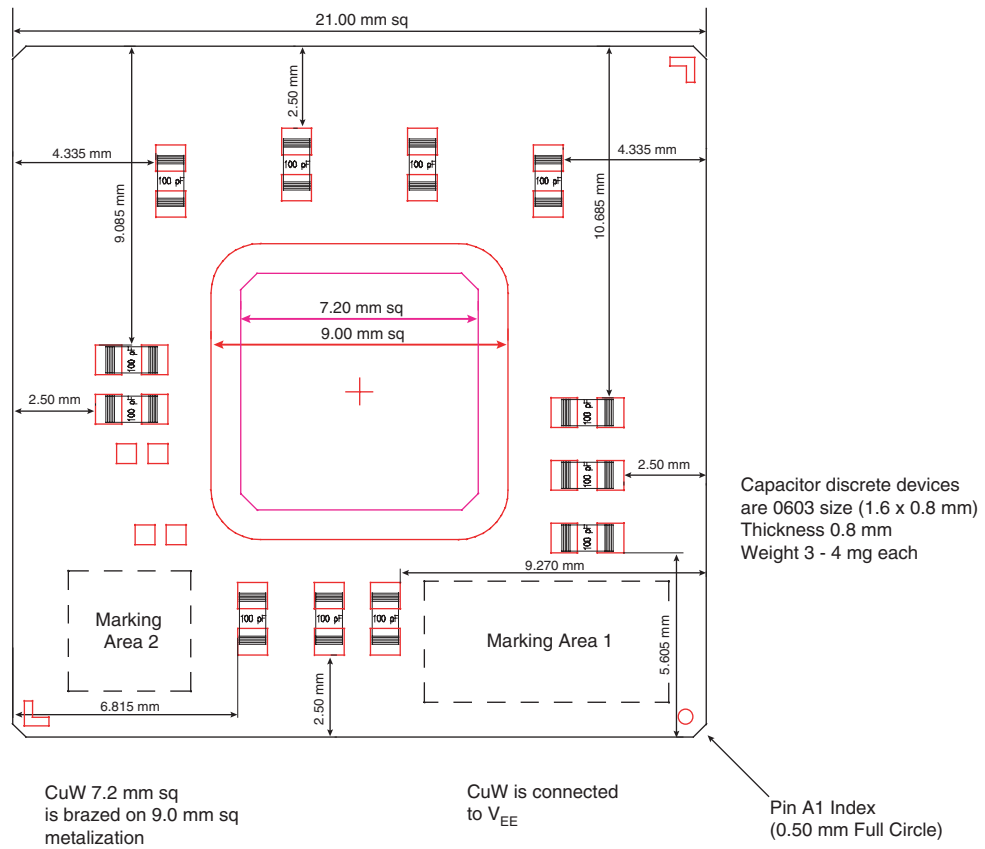 21.00 mm sq
2.50 mm
4.335 mm
4.335 mm
100 pF
100 pF
100 pF
100 pF
9.085 mm
10.685 mm
7.20 mm sq
9.00 mm sq
100 pF
100 pF
2.50 mm
100 pF
100 pF
100 pF
2.50 mm
Capacitor discrete devices
are 0603 size (1.6 x 0.8 mm)
Thickness 0.8 mm
Weight 3 - 4 mg each
9.270 mm
Marking
Area 2
100 pF
100 pF
100 pF
Marking Area 1
5.605 mm
6.815 mm
2.50 mm
CuW 7.2 mm sq
is brazed on 9.0 mm sq
metalization
CuW is connected
to VEE
Pin A1 Index
(0.50 mm Full Circle)